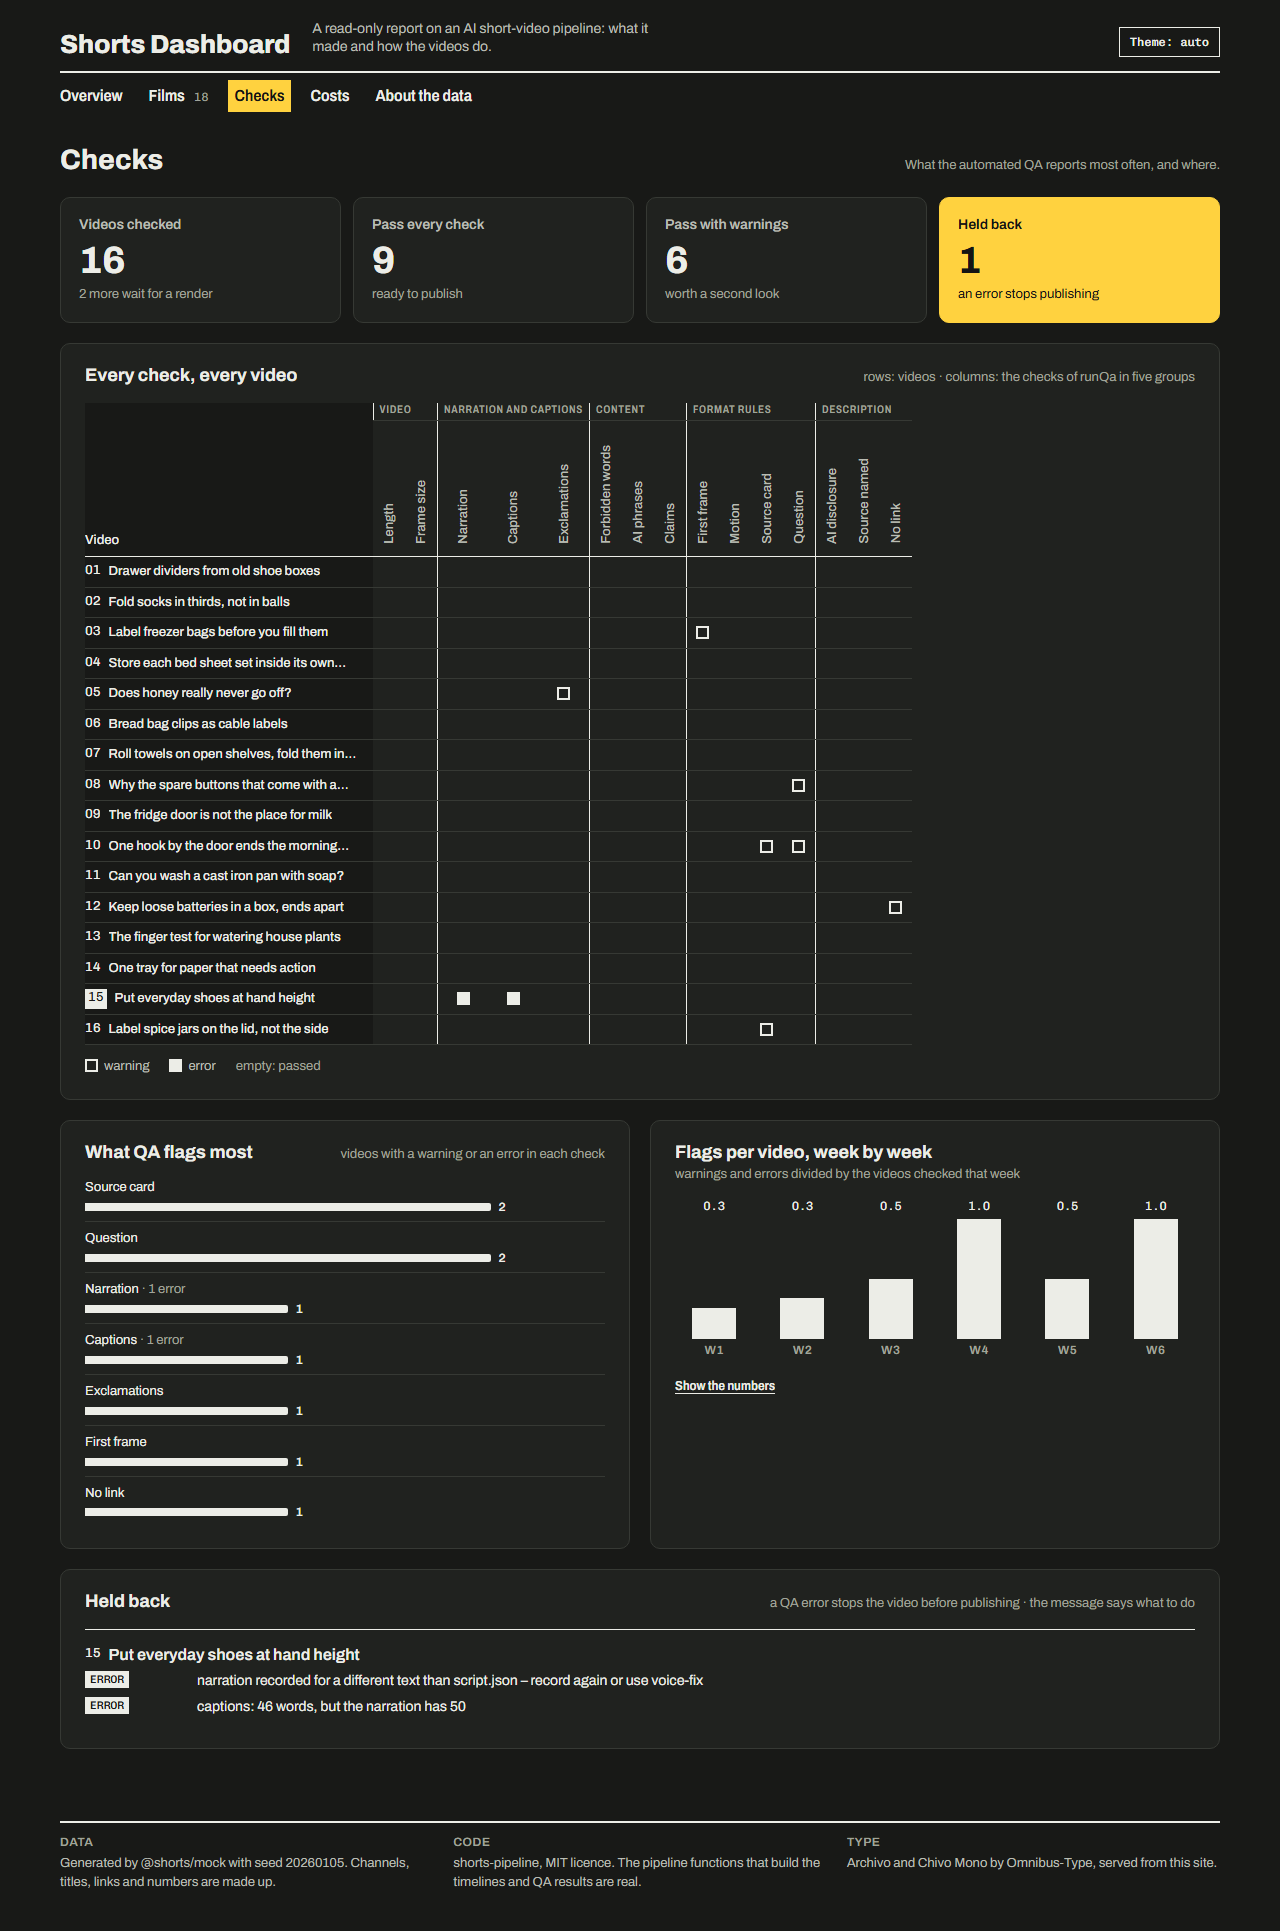 Shorts Dashboard
A read-only report on an AI short-video pipeline: what it
made and how the videos do.
Theme: auto
Overview
Films 18
Checks
Costs
About the data
Checks
What the automated QA reports most often, and where.
Videos checked
16
2 more wait for a render
Pass every check
9
ready to publish
Pass with warnings
6
worth a second look
Held back
1
an error stops publishing
Every check, every video
rows: videos · columns: the checks of runQa in five groups
Video
VIDEO
NARRATION AND CAPTIONS
CONTENT
FORMAT RULES
DESCRIPTION
Length
Frame size
Narration
Captions
Exclamations
Forbidden words
AI phrases
Claims
First frame
Motion
Source card
Question
AI disclosure
Source named
No link
01 Drawer dividers from old shoe boxes
02 Fold socks in thirds, not in balls
03 Label freezer bags before you fill them
04 Store each bed sheet set inside its own...
05 Does honey really never go off?
06 Bread bag clips as cable labels
07 Roll towels on open shelves, fold them in...
08 Why the spare buttons that come with a...
09 The fridge door is not the place for milk
10 One hook by the door ends the morning...
11 Can you wash a cast iron pan with soap?
12 Keep loose batteries in a box, ends apart
13 The finger test for watering house plants
14 One tray for paper that needs action
15 Put everyday shoes at hand height
16 Label spice jars on the lid, not the side
warning
error
empty: passed
What QA flags most
videos with a warning or an error in each check
Source card
2
Question
2
Narration · 1 error
1
Captions · 1 error
1
Exclamations
1
First frame
1
No link
1
Flags per video, week by week
warnings and errors divided by the videos checked that week
0.3 0.3 0.5 1.0 0.5 1.0
W1 W2 W3 W4 W5 W6
Show the numbers
Held back
a QA error stops the video before publishing · the message says what to do
15 Put everyday shoes at hand height
ERROR narration recorded for a different text than script.json – record again or use voice-fix
ERROR captions: 46 words, but the narration has 50
DATA
Generated by @shorts/mock with seed 20260105. Channels,
titles, links and numbers are made up.
CODE
shorts-pipeline, MIT licence. The pipeline functions that build the
timelines and QA results are real.
TYPE
Archivo and Chivo Mono by Omnibus-Type, served from this site.